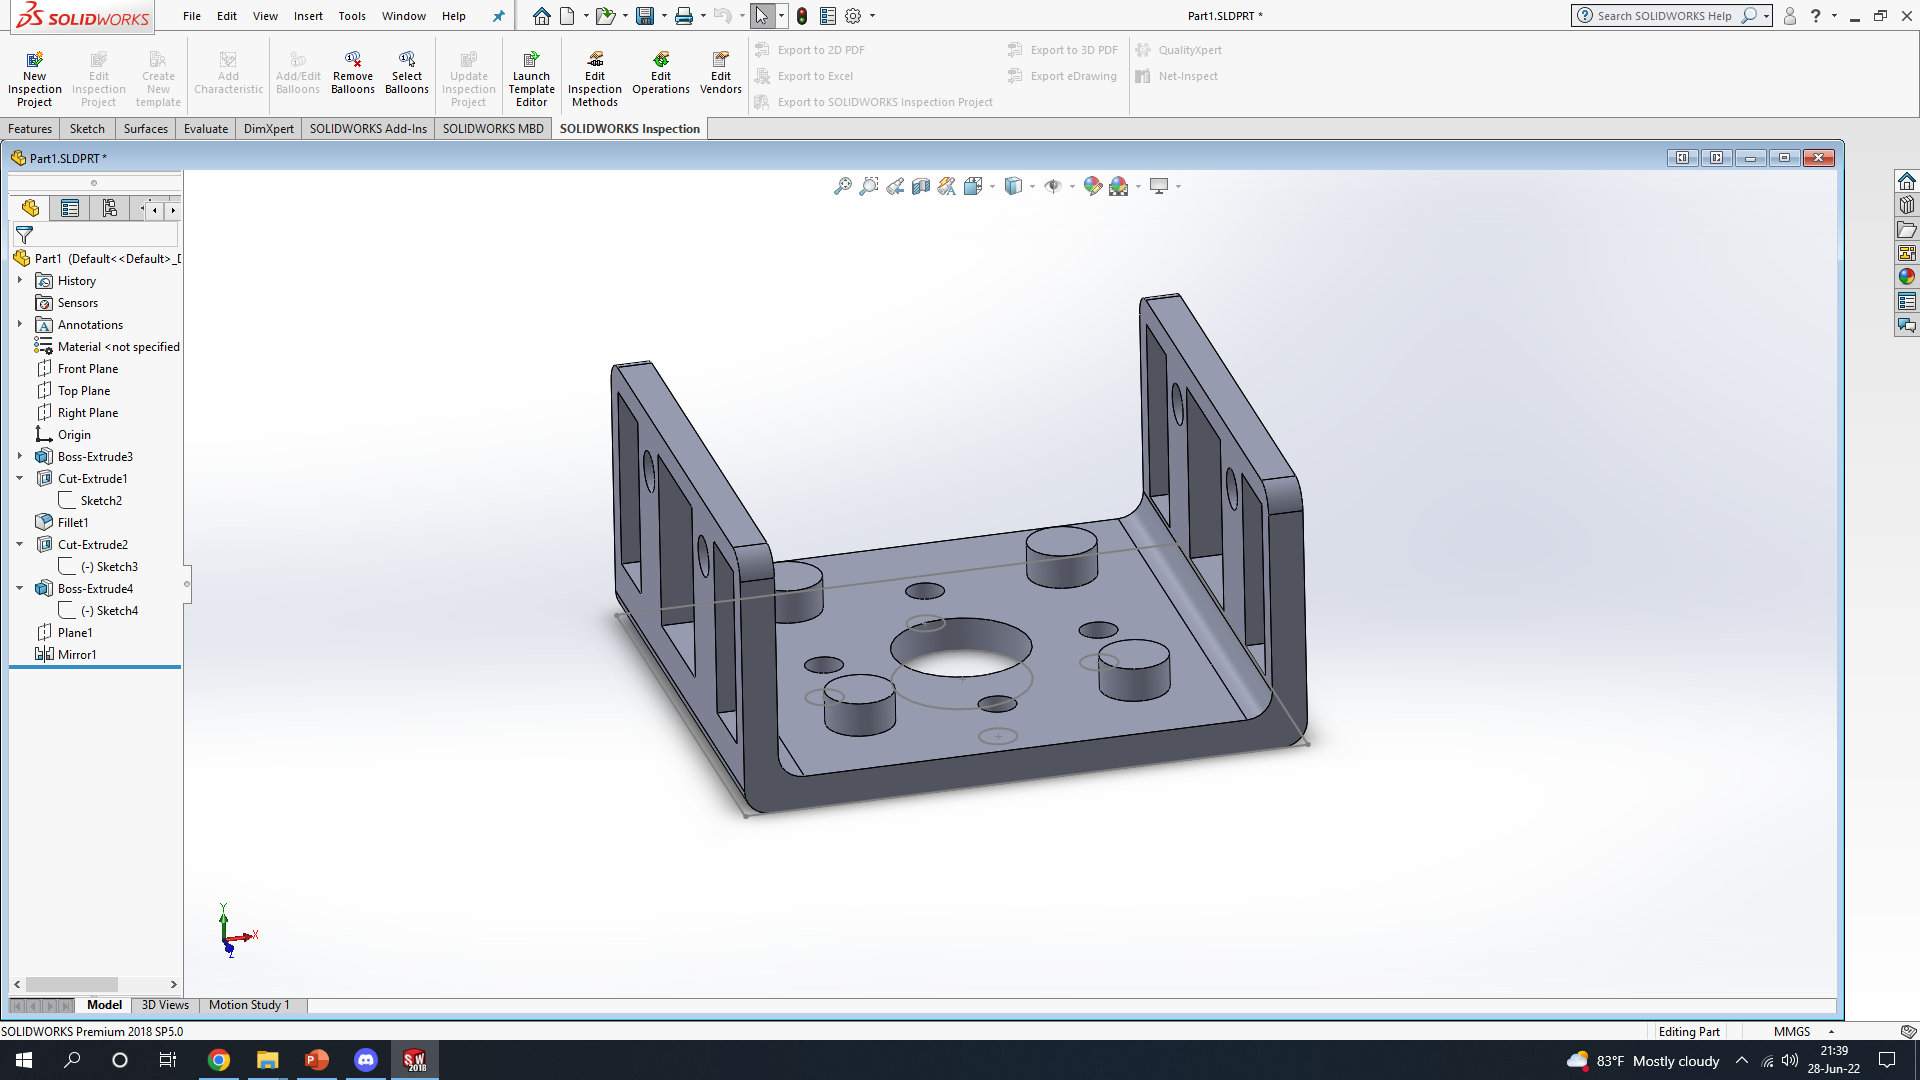 SOLIDWORKS File Edit View Insert Tools Window Help Part1.SLDPRT * Search SOLIDWORKS Help
New Inspection Project
Edit Inspection Project
Create New template
Add Characteristic
Add/Edit Balloons
Remove Balloons
Select Balloons
Update Inspection Project
Launch Template Editor
Edit Inspection Methods
Edit Operations
Edit Vendors
Export to 2D PDF
Export to Excel
Export to SOLIDWORKS Inspection Project
Export to 3D PDF
Export eDrawing
QualityXpert
Net-Inspect
Features Sketch Surfaces Evaluate DimXpert SOLIDWORKS Add-Ins SOLIDWORKS MBD SOLIDWORKS Inspection
Part1.SLDPRT *
Part1 (Default<<Default>_D
History
Sensors
A Annotations
Material <not specified
Front Plane
Top Plane
Right Plane
Origin
Boss-Extrude3
Cut-Extrude1
Sketch2
Fillet1
Cut-Extrude2
(-) Sketch3
Boss-Extrude4
(-) Sketch4
Plane1
Mirror1
Y
X
Z
Model 3D Views Motion Study 1
SOLIDWORKS Premium 2018 SP5.0 Editing Part MMGS
P SW 2018 83°F Mostly cloudy 21:39
28-Jun-22